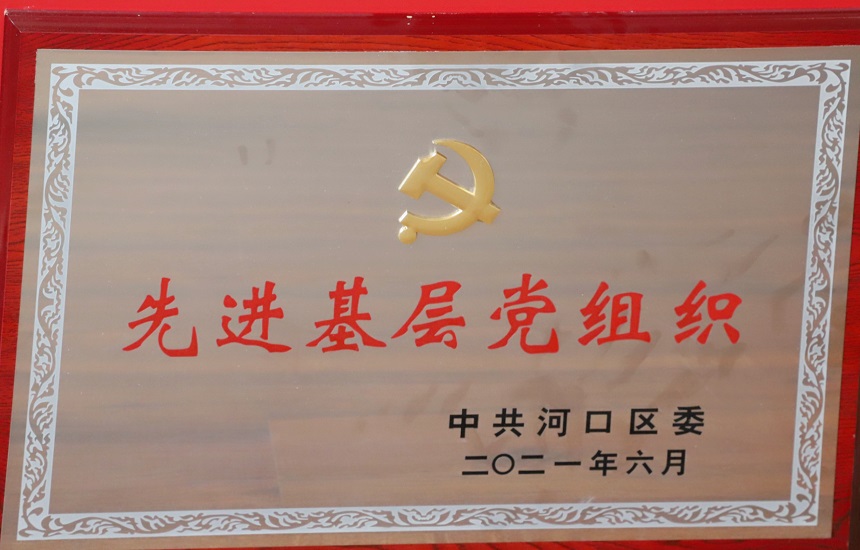 先进基层党组织
中共河口区委
二〇二一年六月